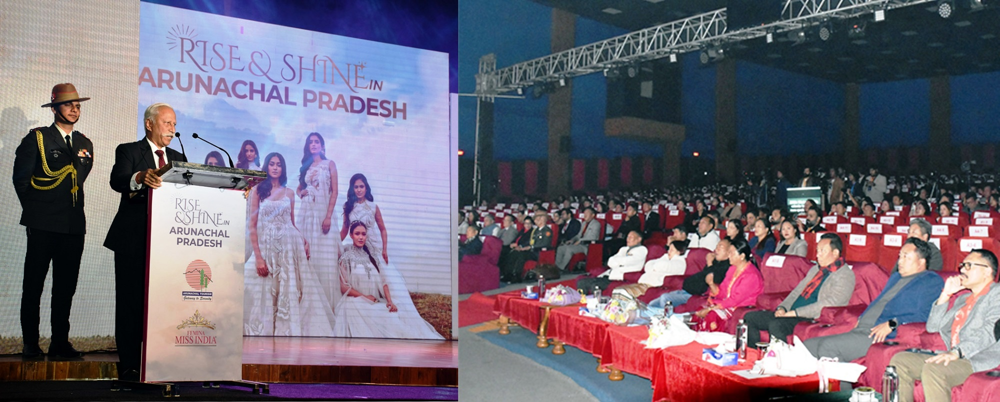 RISE & SHINE IN
ARUNACHAL PRADESH
RISE
& SHINE IN
ARUNACHAL
PRADESH
ARUNACHAL TOURISM
Gateway to Serenity
FEMINA
MISS INDIA